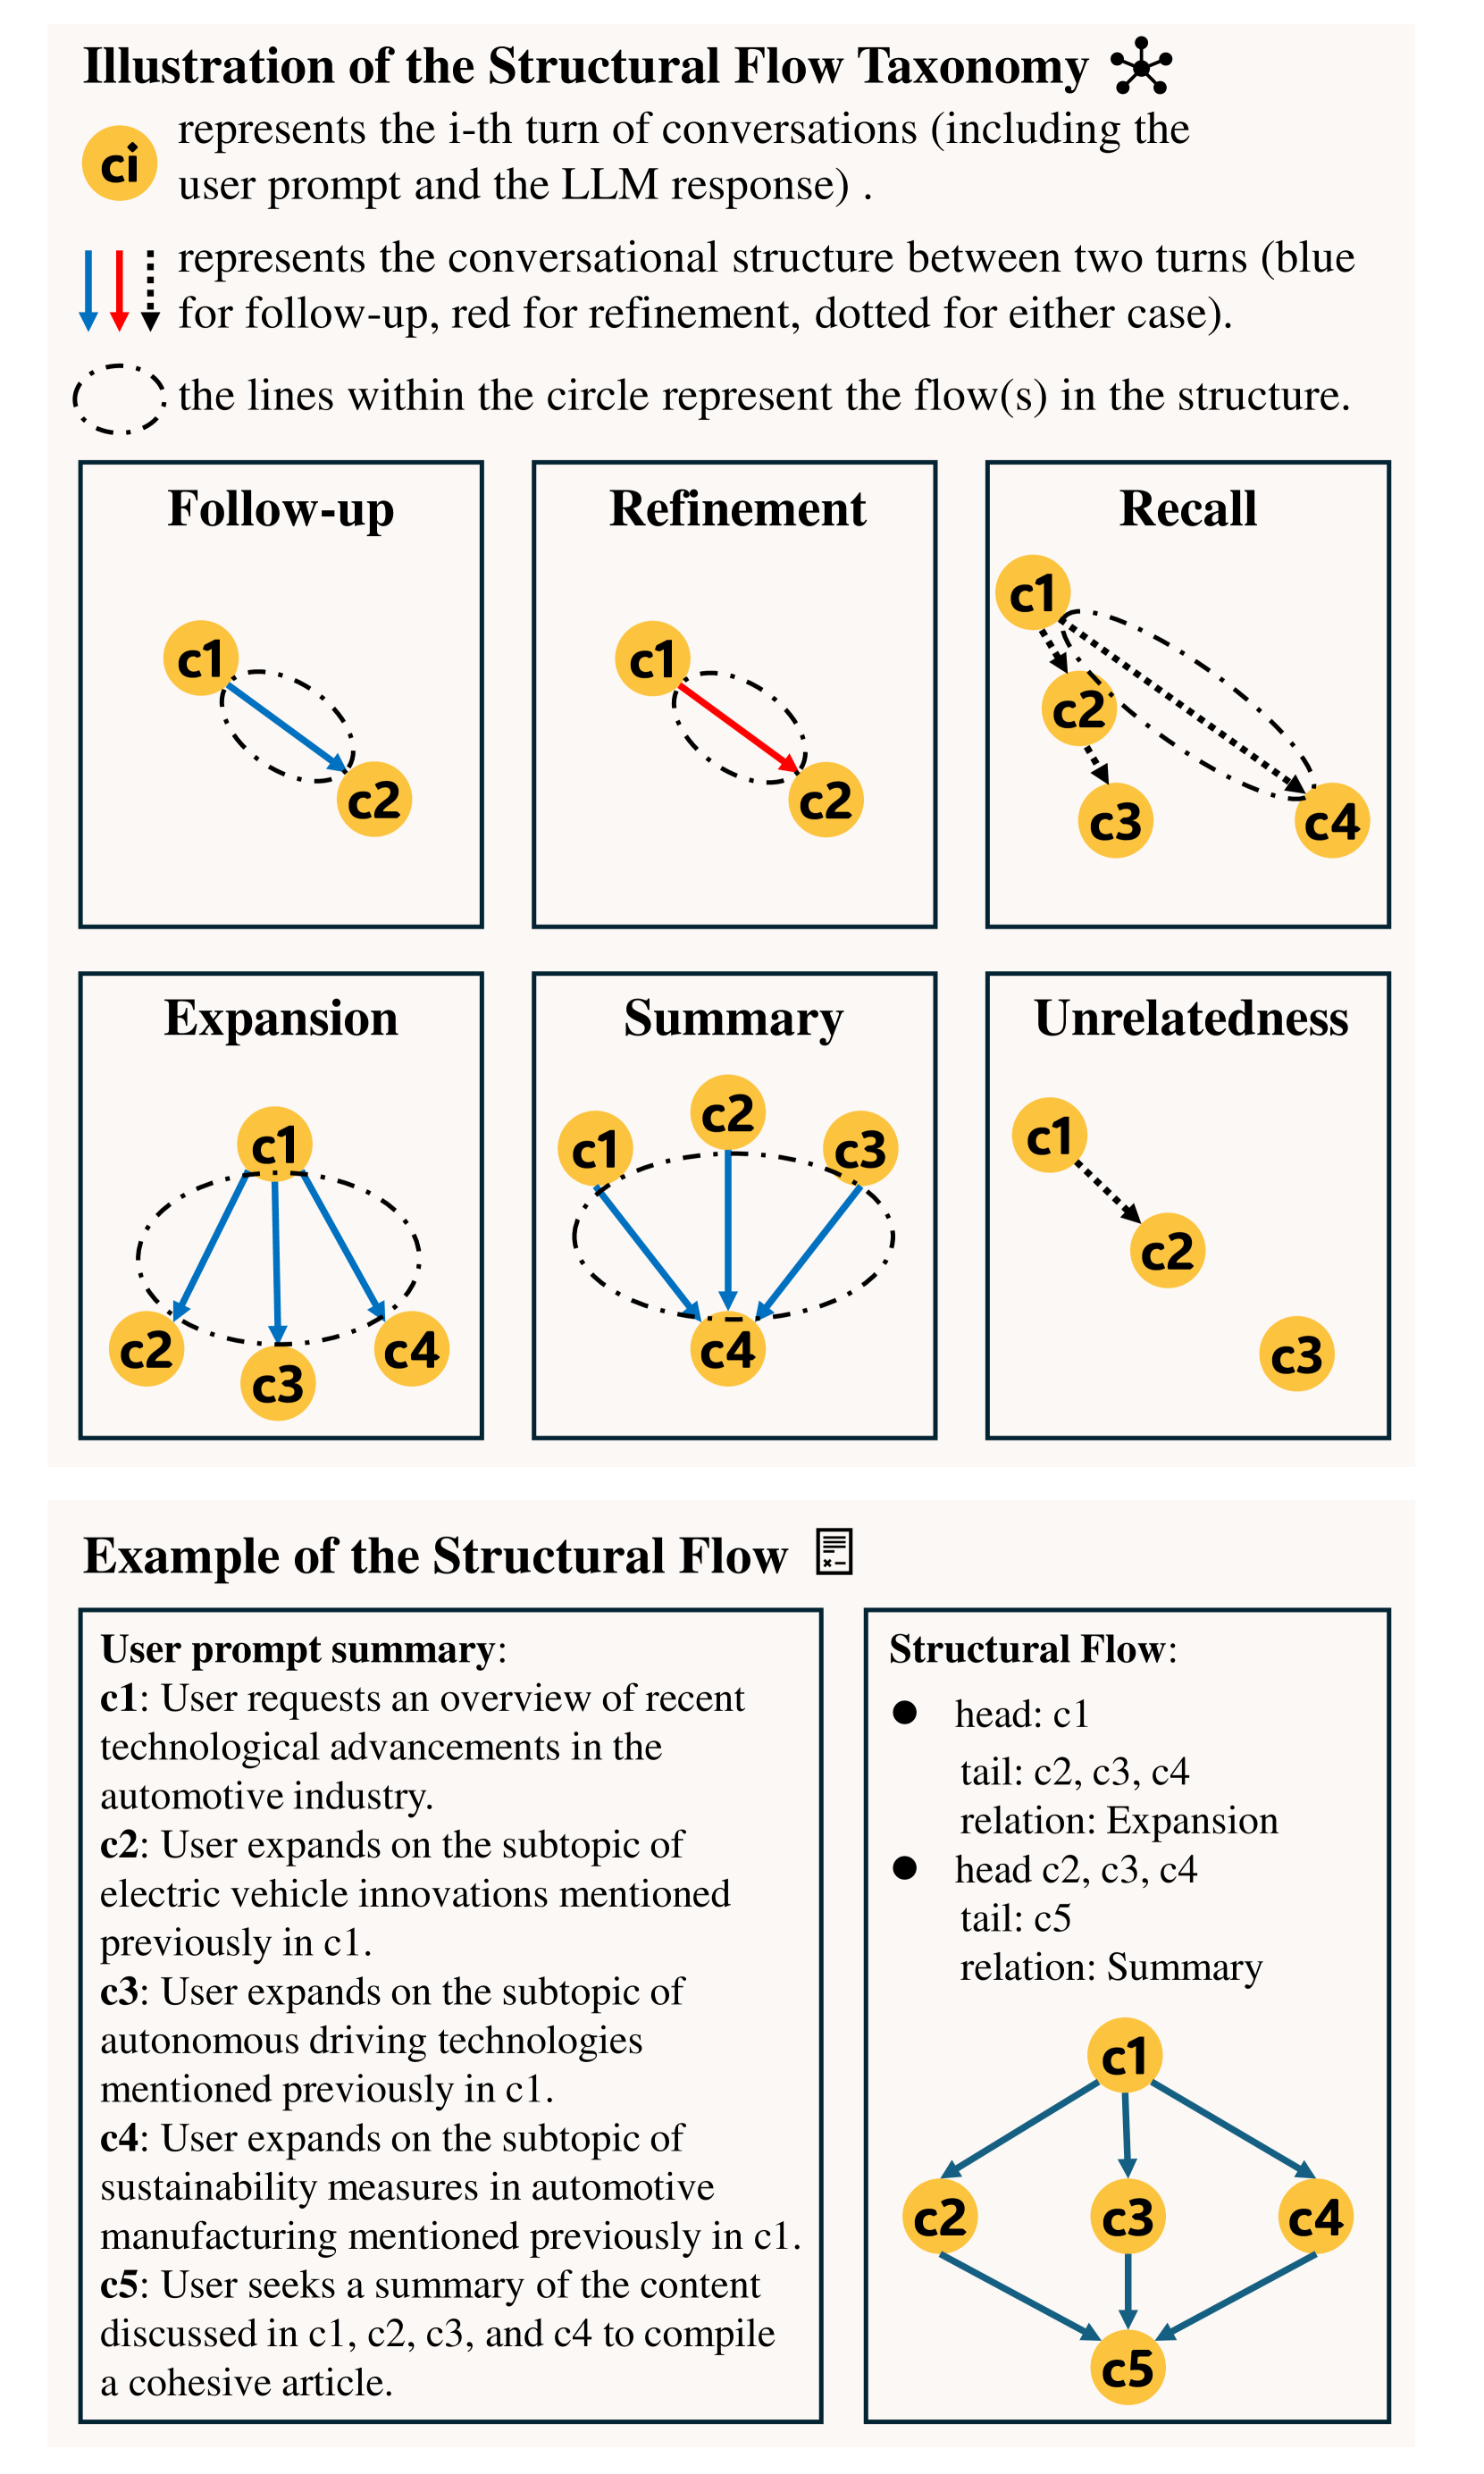 Illustration of the Structural Flow Taxonomy
ci
represents the i-th turn of conversations (including the
user prompt and the LLM response) .
represents the conversational structure between two turns (blue
for follow-up, red for refinement, dotted for either case).
the lines within the circle represent the flow(s) in the structure.
Follow-up
c1
c2
Refinement
c1
c2
Recall
c1
c2
c3
c4
Expansion
c1
c2
c3
c4
Summary
c1
c2
c3
c4
Unrelatedness
c1
c2
c3
Example of the Structural Flow
User prompt summary:
c1: User requests an overview of recent
technological advancements in the
automotive industry.
c2: User expands on the subtopic of
electric vehicle innovations mentioned
previously in c1.
c3: User expands on the subtopic of
autonomous driving technologies
mentioned previously in c1.
c4: User expands on the subtopic of
sustainability measures in automotive
manufacturing mentioned previously in c1.
c5: User seeks a summary of the content
discussed in c1, c2, c3, and c4 to compile
a cohesive article.
Structural Flow:
● head: c1
tail: c2, c3, c4
relation: Expansion
● head c2, c3, c4
tail: c5
relation: Summary
c1
c2
c3
c4
c5